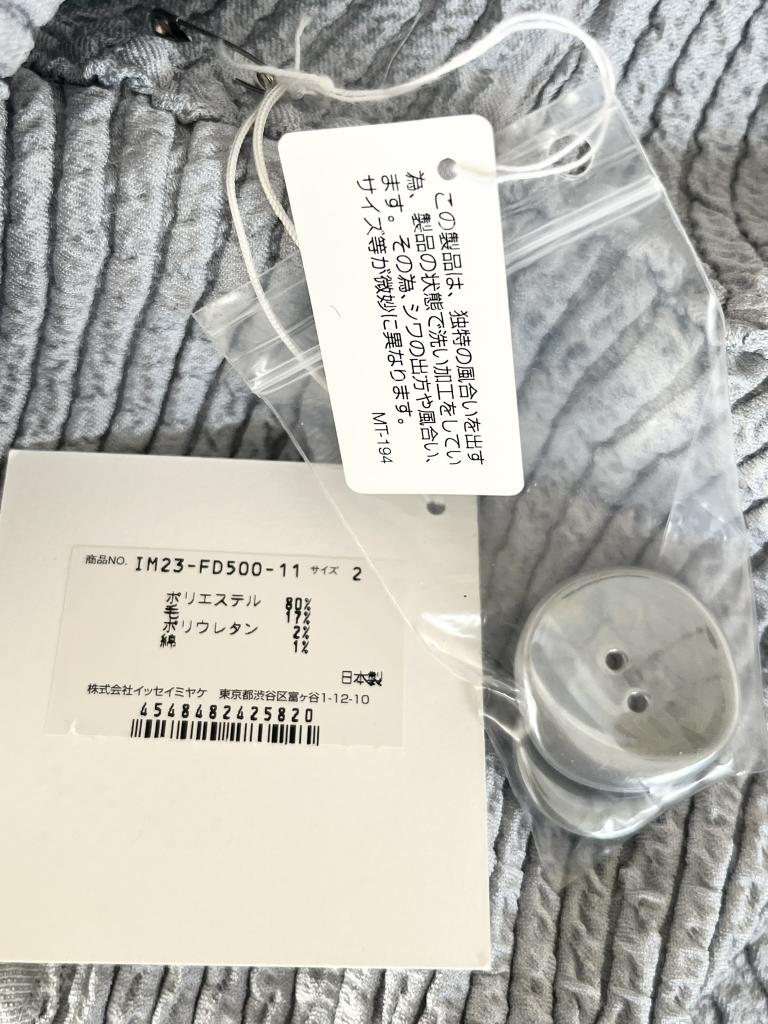 この製品は、独特の風合いを出す
為、製品の状態で洗い加工をしてい
ます。その為、シワの出方や風合い、
サイズ等が微妙に異なります。
MT-194
商品NO. IM23-FD500-11 サイズ 2
ポリエステル 80%
毛 17%
ポリウレタン 2%
綿 1%
日本製
株式会社イッセイミヤケ 東京都渋谷区富ヶ谷1-12-10
4548482425820